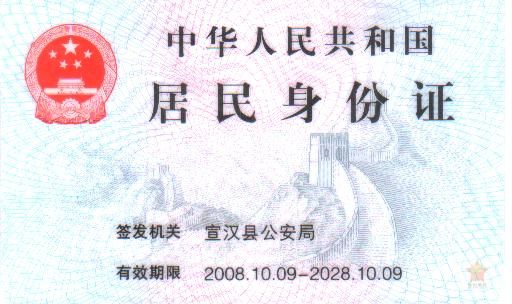 中华人民共和国
居民身份证
签发机关 宣汉县公安局
有效期限 2008.10.09-2028.10.09